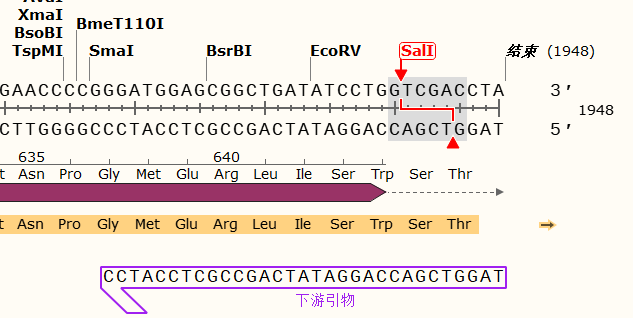 AvaI
XmaI
BsoBI
TspMI
BmeT110I
SmaI
BsrBI
EcoRV
SalI
结束 (1948)
GAACCCCGGGATGGAGCGGCTGATATCCTGGTCGACCTA 3′
1948
CTTGGGGCCCTACCTCGCCGACTATAGGACCAGCTGGAT 5′
635 640
t Asn Pro Gly Met Glu Arg Leu Ile Ser Trp Ser Thr
t Asn Pro Gly Met Glu Arg Leu Ile Ser Trp Ser Thr
CCTACCTCGCCGACTATAGGACCAGCTGGAT
下游引物